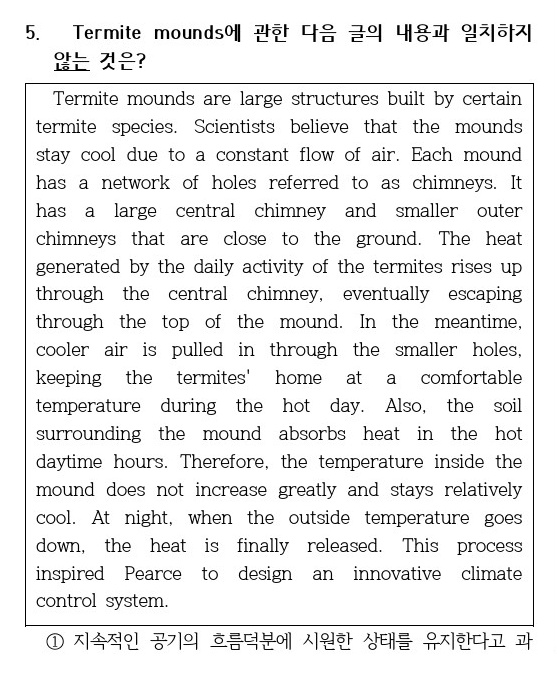 5. Termite mounds에 관한 다음 글의 내용과 일치하지
않는 것은?
Termite mounds are large structures built by certain
termite species. Scientists believe that the mounds
stay cool due to a constant flow of air. Each mound
has a network of holes referred to as chimneys. It
has a large central chimney and smaller outer
chimneys that are close to the ground. The heat
generated by the daily activity of the termites rises up
through the central chimney, eventually escaping
through the top of the mound. In the meantime,
cooler air is pulled in through the smaller holes,
keeping the termites' home at a comfortable
temperature during the hot day. Also, the soil
surrounding the mound absorbs heat in the hot
daytime hours. Therefore, the temperature inside the
mound does not increase greatly and stays relatively
cool. At night, when the outside temperature goes
down, the heat is finally released. This process
inspired Pearce to design an innovative climate
control system.
① 지속적인 공기의 흐름덕분에 시원한 상태를 유지한다고 과